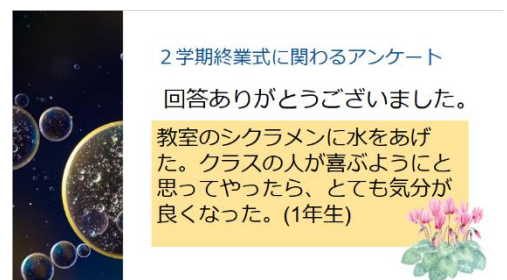 ２学期終業式に関わるアンケート
回答ありがとうございました。
教室のシクラメンに水をあげ
た。クラスの人が喜ぶようにと
思ってやったら、とても気分が
良くなった。(1年生)